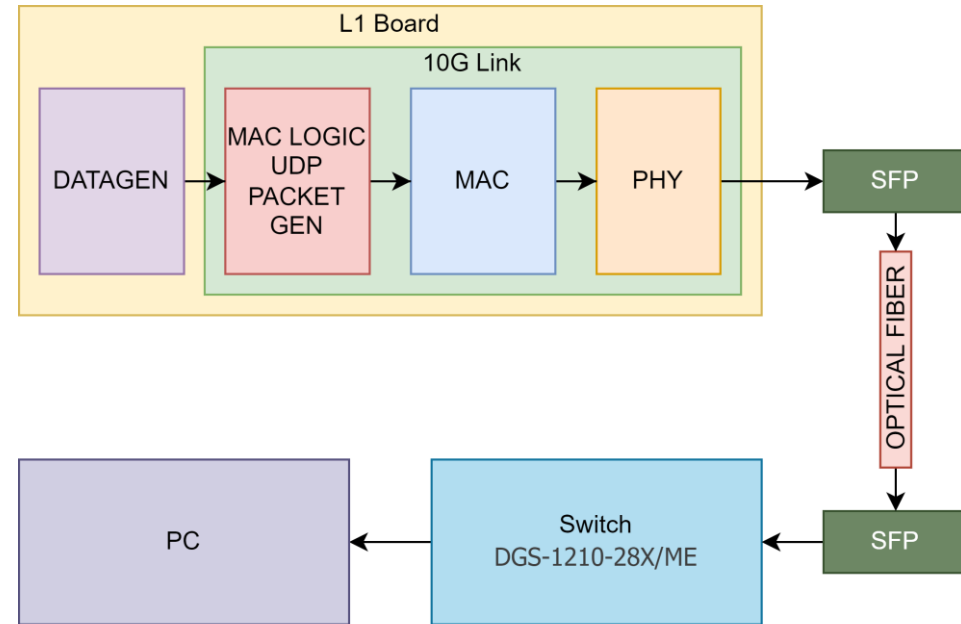 L1 Board
10G Link
DATAGEN
MAC LOGIC
UDP
PACKET
GEN
MAC
PHY
SFP
OPTICAL FIBER
SFP
Switch
DGS-1210-28X/ME
PC